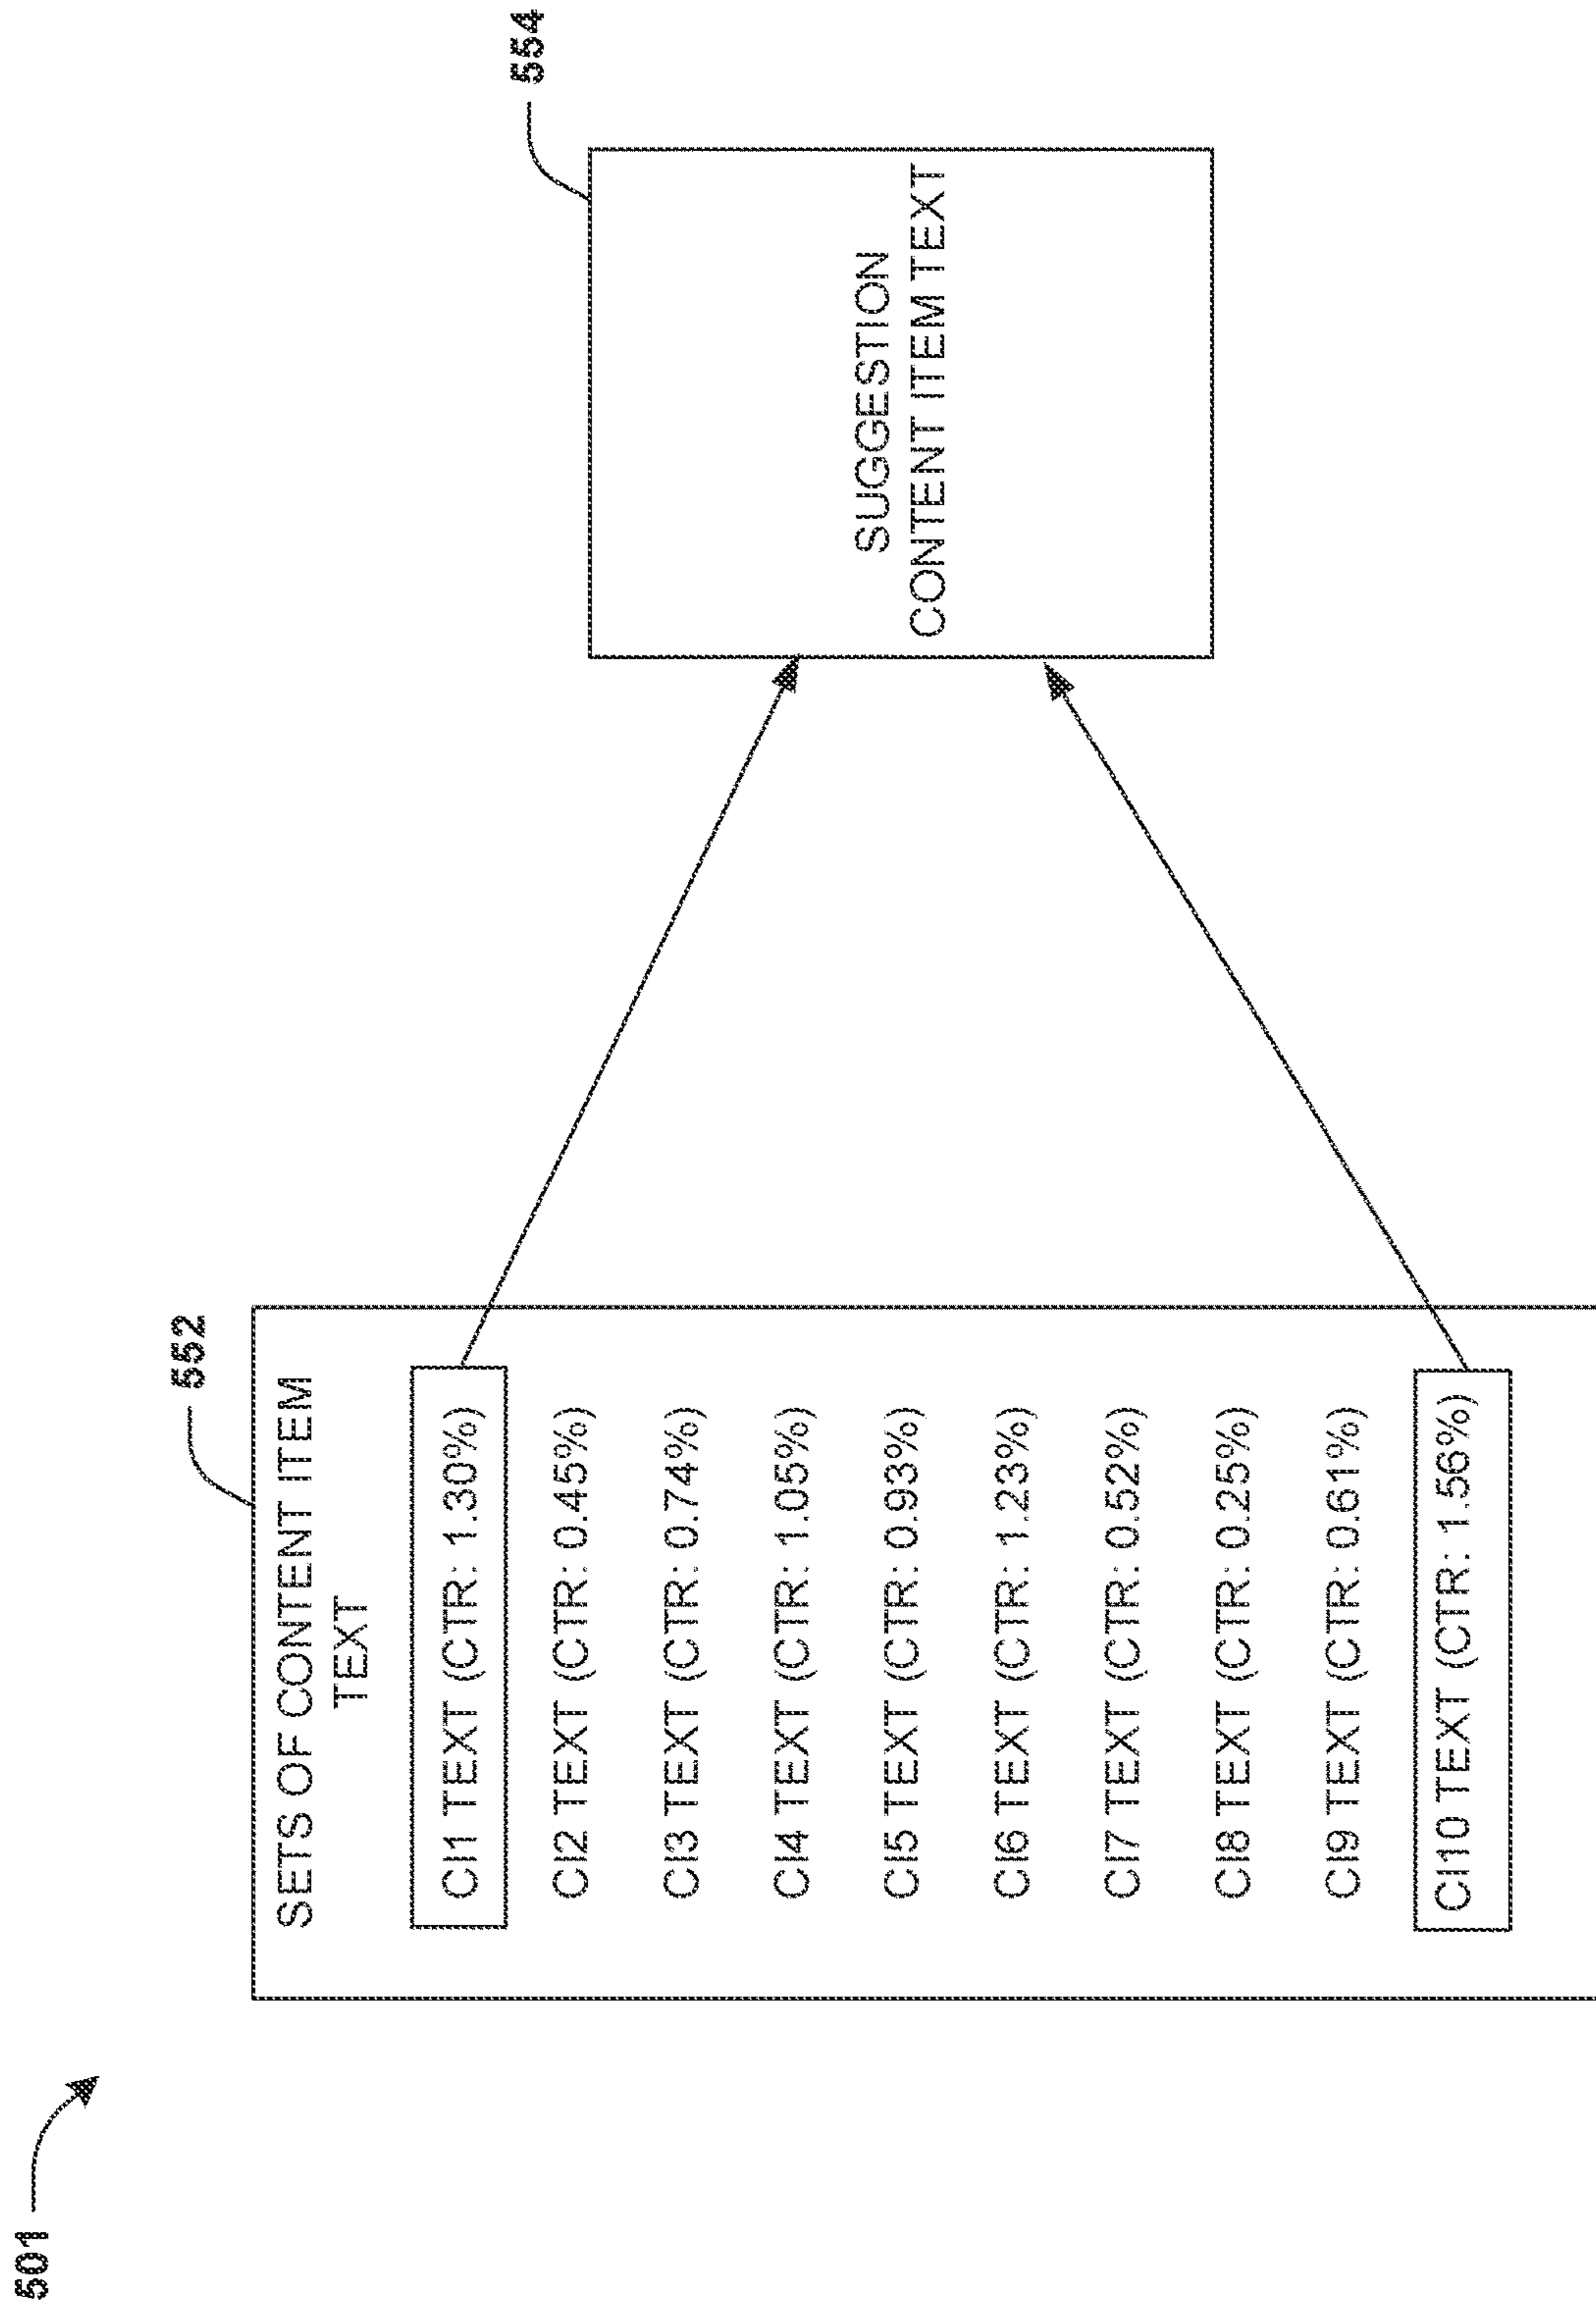 501
552
SETS OF CONTENT ITEM
TEXT
CI1 TEXT (CTR: 1.30%)
CI2 TEXT (CTR: 0.45%)
CI3 TEXT (CTR: 0.74%)
CI4 TEXT (CTR: 1.05%)
CI5 TEXT (CTR: 0.93%)
CI6 TEXT (CTR: 1.23%)
CI7 TEXT (CTR: 0.52%)
CI8 TEXT (CTR: 0.25%)
CI9 TEXT (CTR: 0.61%)
CI10 TEXT (CTR: 1.56%)
554
SUGGESTION
CONTENT ITEM TEXT